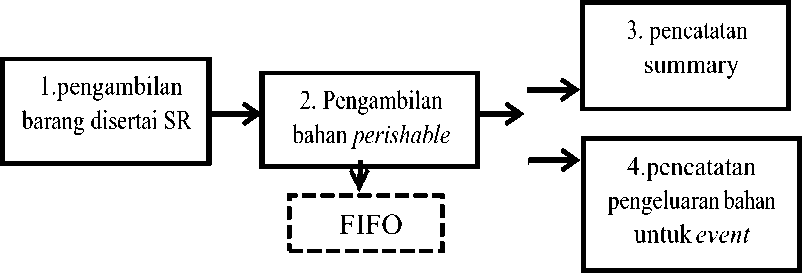 1.pengambilan
barang disertai SR
2. Pengambilan
bahan perishable
FIFO
3. pencatatan
summary
4.pencatatan
pengeluaran bahan
untuk event